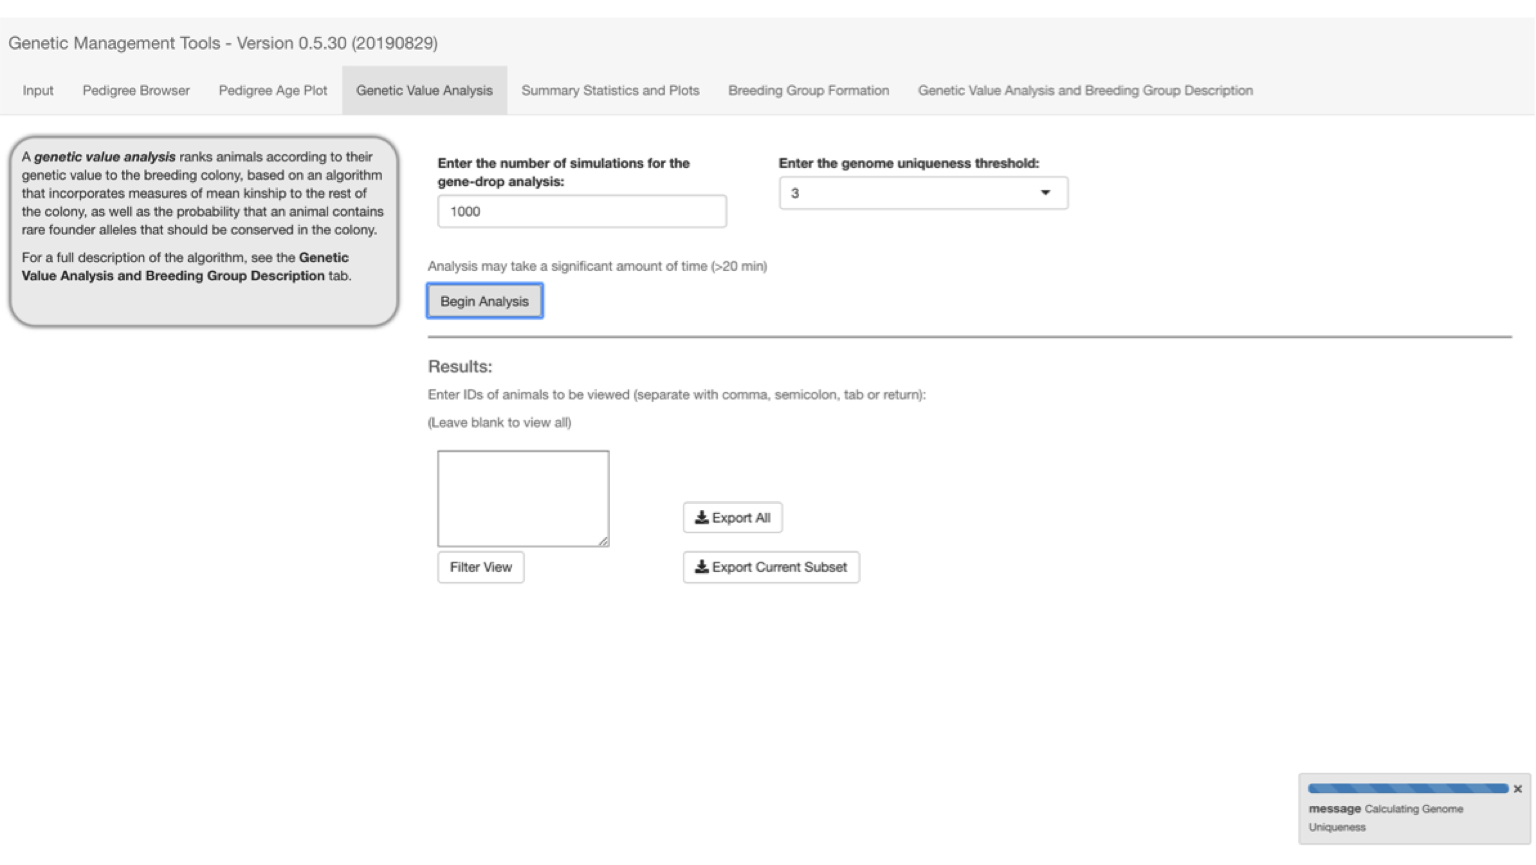 Genetic Management Tools - Version 0.5.30 (20190829)
Input Pedigree Browser Pedigree Age Plot Genetic Value Analysis Summary Statistics and Plots Breeding Group Formation Genetic Value Analysis and Breeding Group Description
A genetic value analysis ranks animals according to their
genetic value to the breeding colony, based on an algorithm
that incorporates measures of mean kinship to the rest of
the colony, as well as the probability that an animal contains
rare founder alleles that should be conserved in the colony.
For a full description of the algorithm, see the Genetic
Value Analysis and Breeding Group Description tab.
Enter the number of simulations for the
gene-drop analysis:
1000
Enter the genome uniqueness threshold:
3
Analysis may take a significant amount of time (>20 min)
Begin Analysis
Results:
Enter IDs of animals to be viewed (separate with comma, semicolon, tab or return):
(Leave blank to view all)
Export All
Filter View
Export Current Subset
message Calculating Genome
Uniqueness